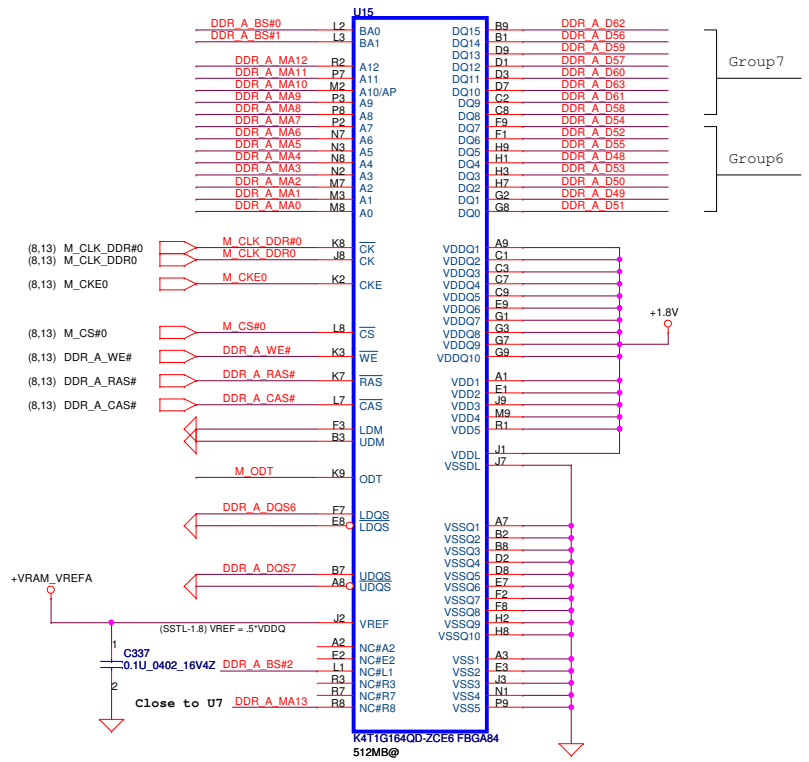 U15
DDR_A_BS#0 L2 BA0 DQ15 B9 DDR_A_D62
DDR_A_BS#1 L3 BA1 DQ14 B1 DDR_A_D56
DQ13 D9 DDR_A_D59
DDR_A_MA12 R2 A12 DQ12 D1 DDR_A_D57
DDR_A_MA11 P7 A11 DQ11 D3 DDR_A_D60
DDR_A_MA10 M2 A10/AP DQ10 D7 DDR_A_D63
DDR_A_MA9 P3 A9 DQ9 C2 DDR_A_D61
DDR_A_MA8 P8 A8 DQ8 C8 DDR_A_D58
DDR_A_MA7 P2 A7 DQ7 F9 DDR_A_D54
DDR_A_MA6 N7 A6 DQ6 F1 DDR_A_D52
DDR_A_MA5 N3 A5 DQ5 H9 DDR_A_D55
DDR_A_MA4 N8 A4 DQ4 H1 DDR_A_D48
DDR_A_MA3 N2 A3 DQ3 H3 DDR_A_D53
DDR_A_MA2 M7 A2 DQ2 H7 DDR_A_D50
DDR_A_MA1 M3 A1 DQ1 G2 DDR_A_D49
DDR_A_MA0 M8 A0 DQ0 G8 DDR_A_D51
Group7
Group6
(8,13) M_CLK_DDR#0 M_CLK_DDR#0 K8 CK VDDQ1 A9
(8,13) M_CLK_DDR0 M_CLK_DDR0 J8 CK VDDQ2 C1
VDDQ3 C3
(8,13) M_CKE0 M_CKE0 K2 CKE VDDQ4 C7
VDDQ5 C9
VDDQ6 E9
VDDQ7 G1
+1.8V
(8,13) M_CS#0 M_CS#0 L8 CS VDDQ8 G3
VDDQ9 G7
(8,13) DDR_A_WE# DDR_A_WE# K3 WE VDDQ10 G9
(8,13) DDR_A_RAS# DDR_A_RAS# K7 RAS VDD1 A1
VDD2 E1
(8,13) DDR_A_CAS# DDR_A_CAS# L7 CAS VDD3 J9
VDD4 M9
F3 LDM VDD5 R1
B3 UDM
VDDL J1
VSSDL J7
M_ODT K9 ODT
DDR_A_DQS6 F7 LDQS
E8 LDQS VSSQ1 A7
VSSQ2 B2
VSSQ3 B8
VSSQ4 D2
DDR_A_DQS7 B7 UDQS VSSQ5 D8
A8 UDQS VSSQ6 E7
VSSQ7 F2
VSSQ8 F8
VSSQ9 H2
VSSQ10 H8
+VRAM_VREFA
(SSTL-1.8) VREF = .5*VDDQ J2 VREF
A2 NC#A2
E2 NC#E2 VSS1 A3
DDR_A_BS#2 L1 NC#L1 VSS2 E3
R3 NC#R3 VSS3 J3
R7 NC#R7 VSS4 N1
DDR_A_MA13 R8 NC#R8 VSS5 P9
1
C337
0.1U_0402_16V4Z
2
Close to U7
K4T1G164QD-ZCE6 FBGA84
512MB@